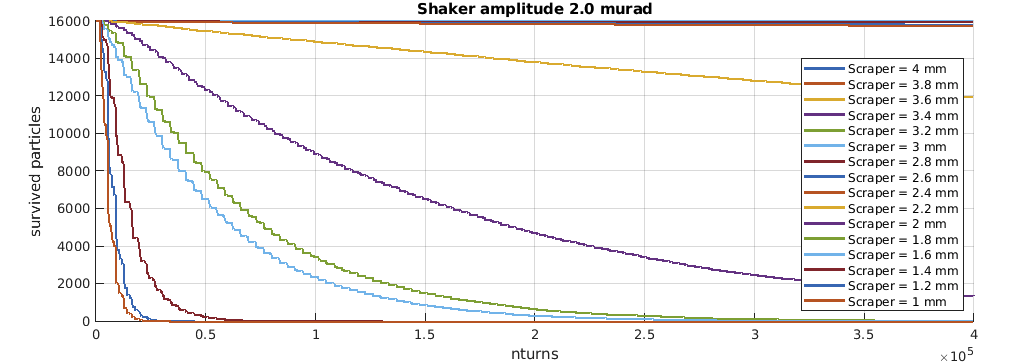 Shaker amplitude 2.0 murad
survived particles
16000
14000
12000
10000
8000
6000
4000
2000
0
Scraper = 4 mm
Scraper = 3.8 mm
Scraper = 3.6 mm
Scraper = 3.4 mm
Scraper = 3.2 mm
Scraper = 3 mm
Scraper = 2.8 mm
Scraper = 2.6 mm
Scraper = 2.4 mm
Scraper = 2.2 mm
Scraper = 2 mm
Scraper = 1.8 mm
Scraper = 1.6 mm
Scraper = 1.4 mm
Scraper = 1.2 mm
Scraper = 1 mm
0 0.5 1 1.5 2 2.5 3 3.5 4
nturns
×10⁵